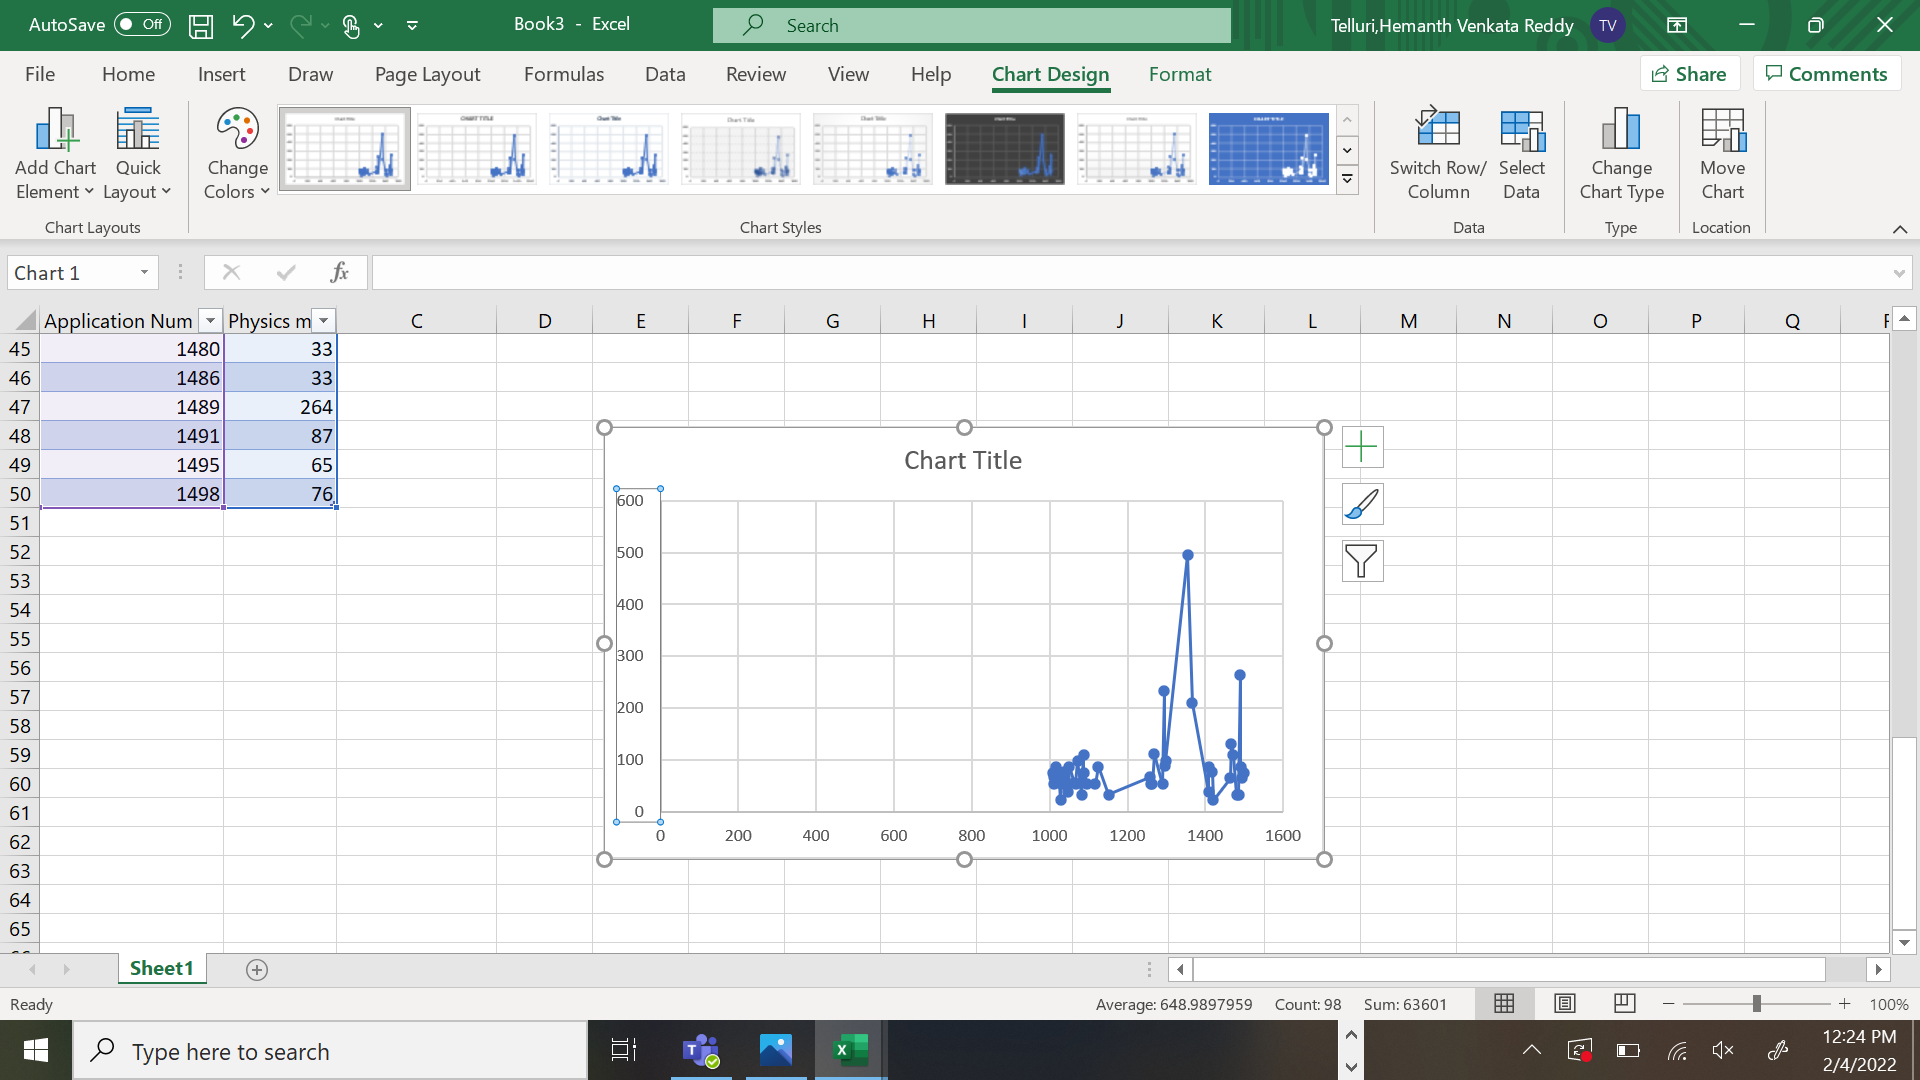 AutoSave Off Book3 - Excel Search Telluri,Hemanth Venkata Reddy TV
File Home Insert Draw Page Layout Formulas Data Review View Help Chart Design Format Share Comments
Add Chart Element
Quick Layout
Change Colors
Switch Row/ Column
Select Data
Change Chart Type
Move Chart
Chart Layouts Chart Styles Data Type Location
Chart 1 fx
Application Num Physics m C D E F G H I J K L M N O P Q
45 1480 33
46 1486 33
47 1489 264
48 1491 87
49 1495 65
50 1498 76
51
52
53
54
55
56
57
58
59
60
61
62
63
64
65
Chart Title
600
500
400
300
200
100
0
0 200 400 600 800 1000 1200 1400 1600
Sheet1
Ready Average: 648.9897959 Count: 98 Sum: 63601 100%
Type here to search
12:24 PM
2/4/2022